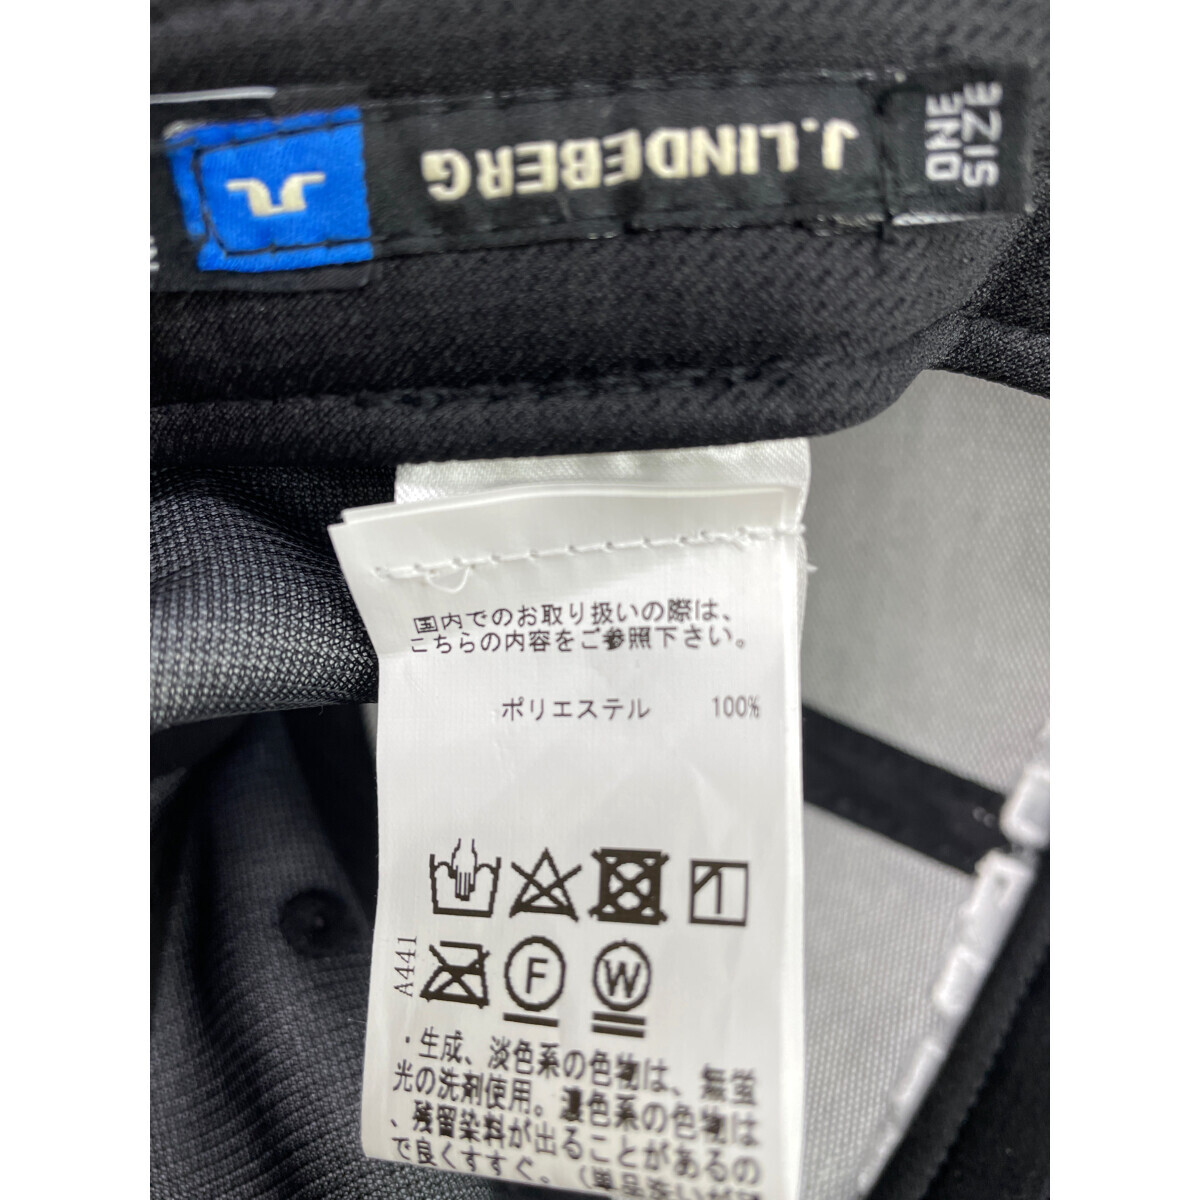 J.LINDEBERG
ONE
SIZE
国内でのお取り扱いの際は、
こちらの内容をご参照下さい。
ポリエステル 100%
A441
F
W
・生成、淡色系の色物は、無蛍
光の洗剤使用。濃色系の色物は
、残留染料が出ることがあるの
で良くすすぐ。